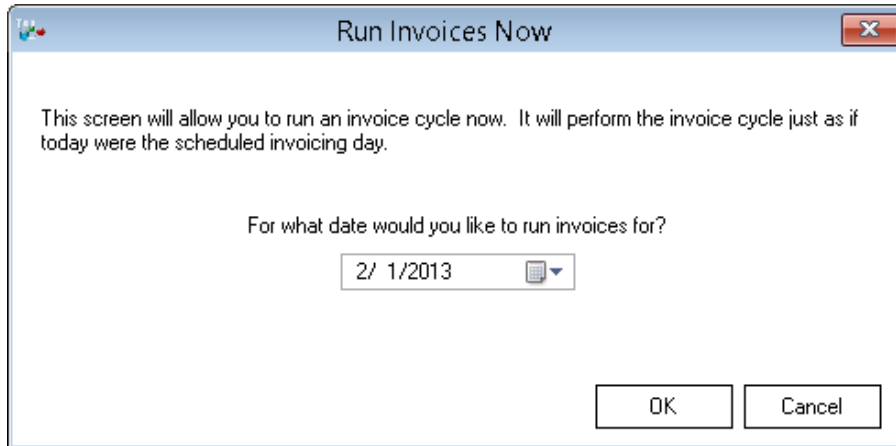 Run Invoices Now
This screen will allow you to run an invoice cycle now.  It will perform the invoice cycle just as if
today were the scheduled invoicing day.
For what date would you like to run invoices for?
2/ 1/2013
OK
Cancel